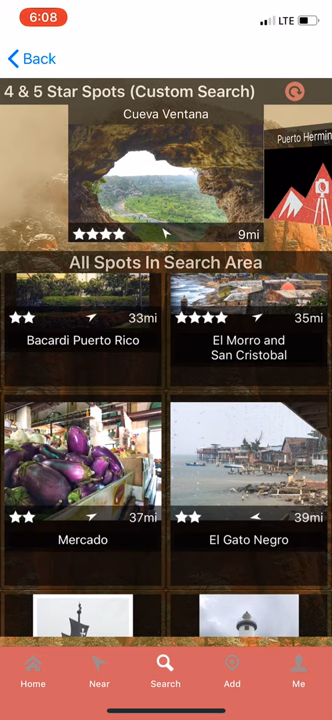 6:08
LTE
Back
4 & 5 Star Spots (Custom Search)
Cueva Ventana
Puerto Hermin
9mi
All Spots In Search Area
33mi
35mi
Bacardi Puerto Rico
El Morro and
San Cristobal
37mi
39mi
Mercado
El Gato Negro
Home
Near
Search
Add
Me